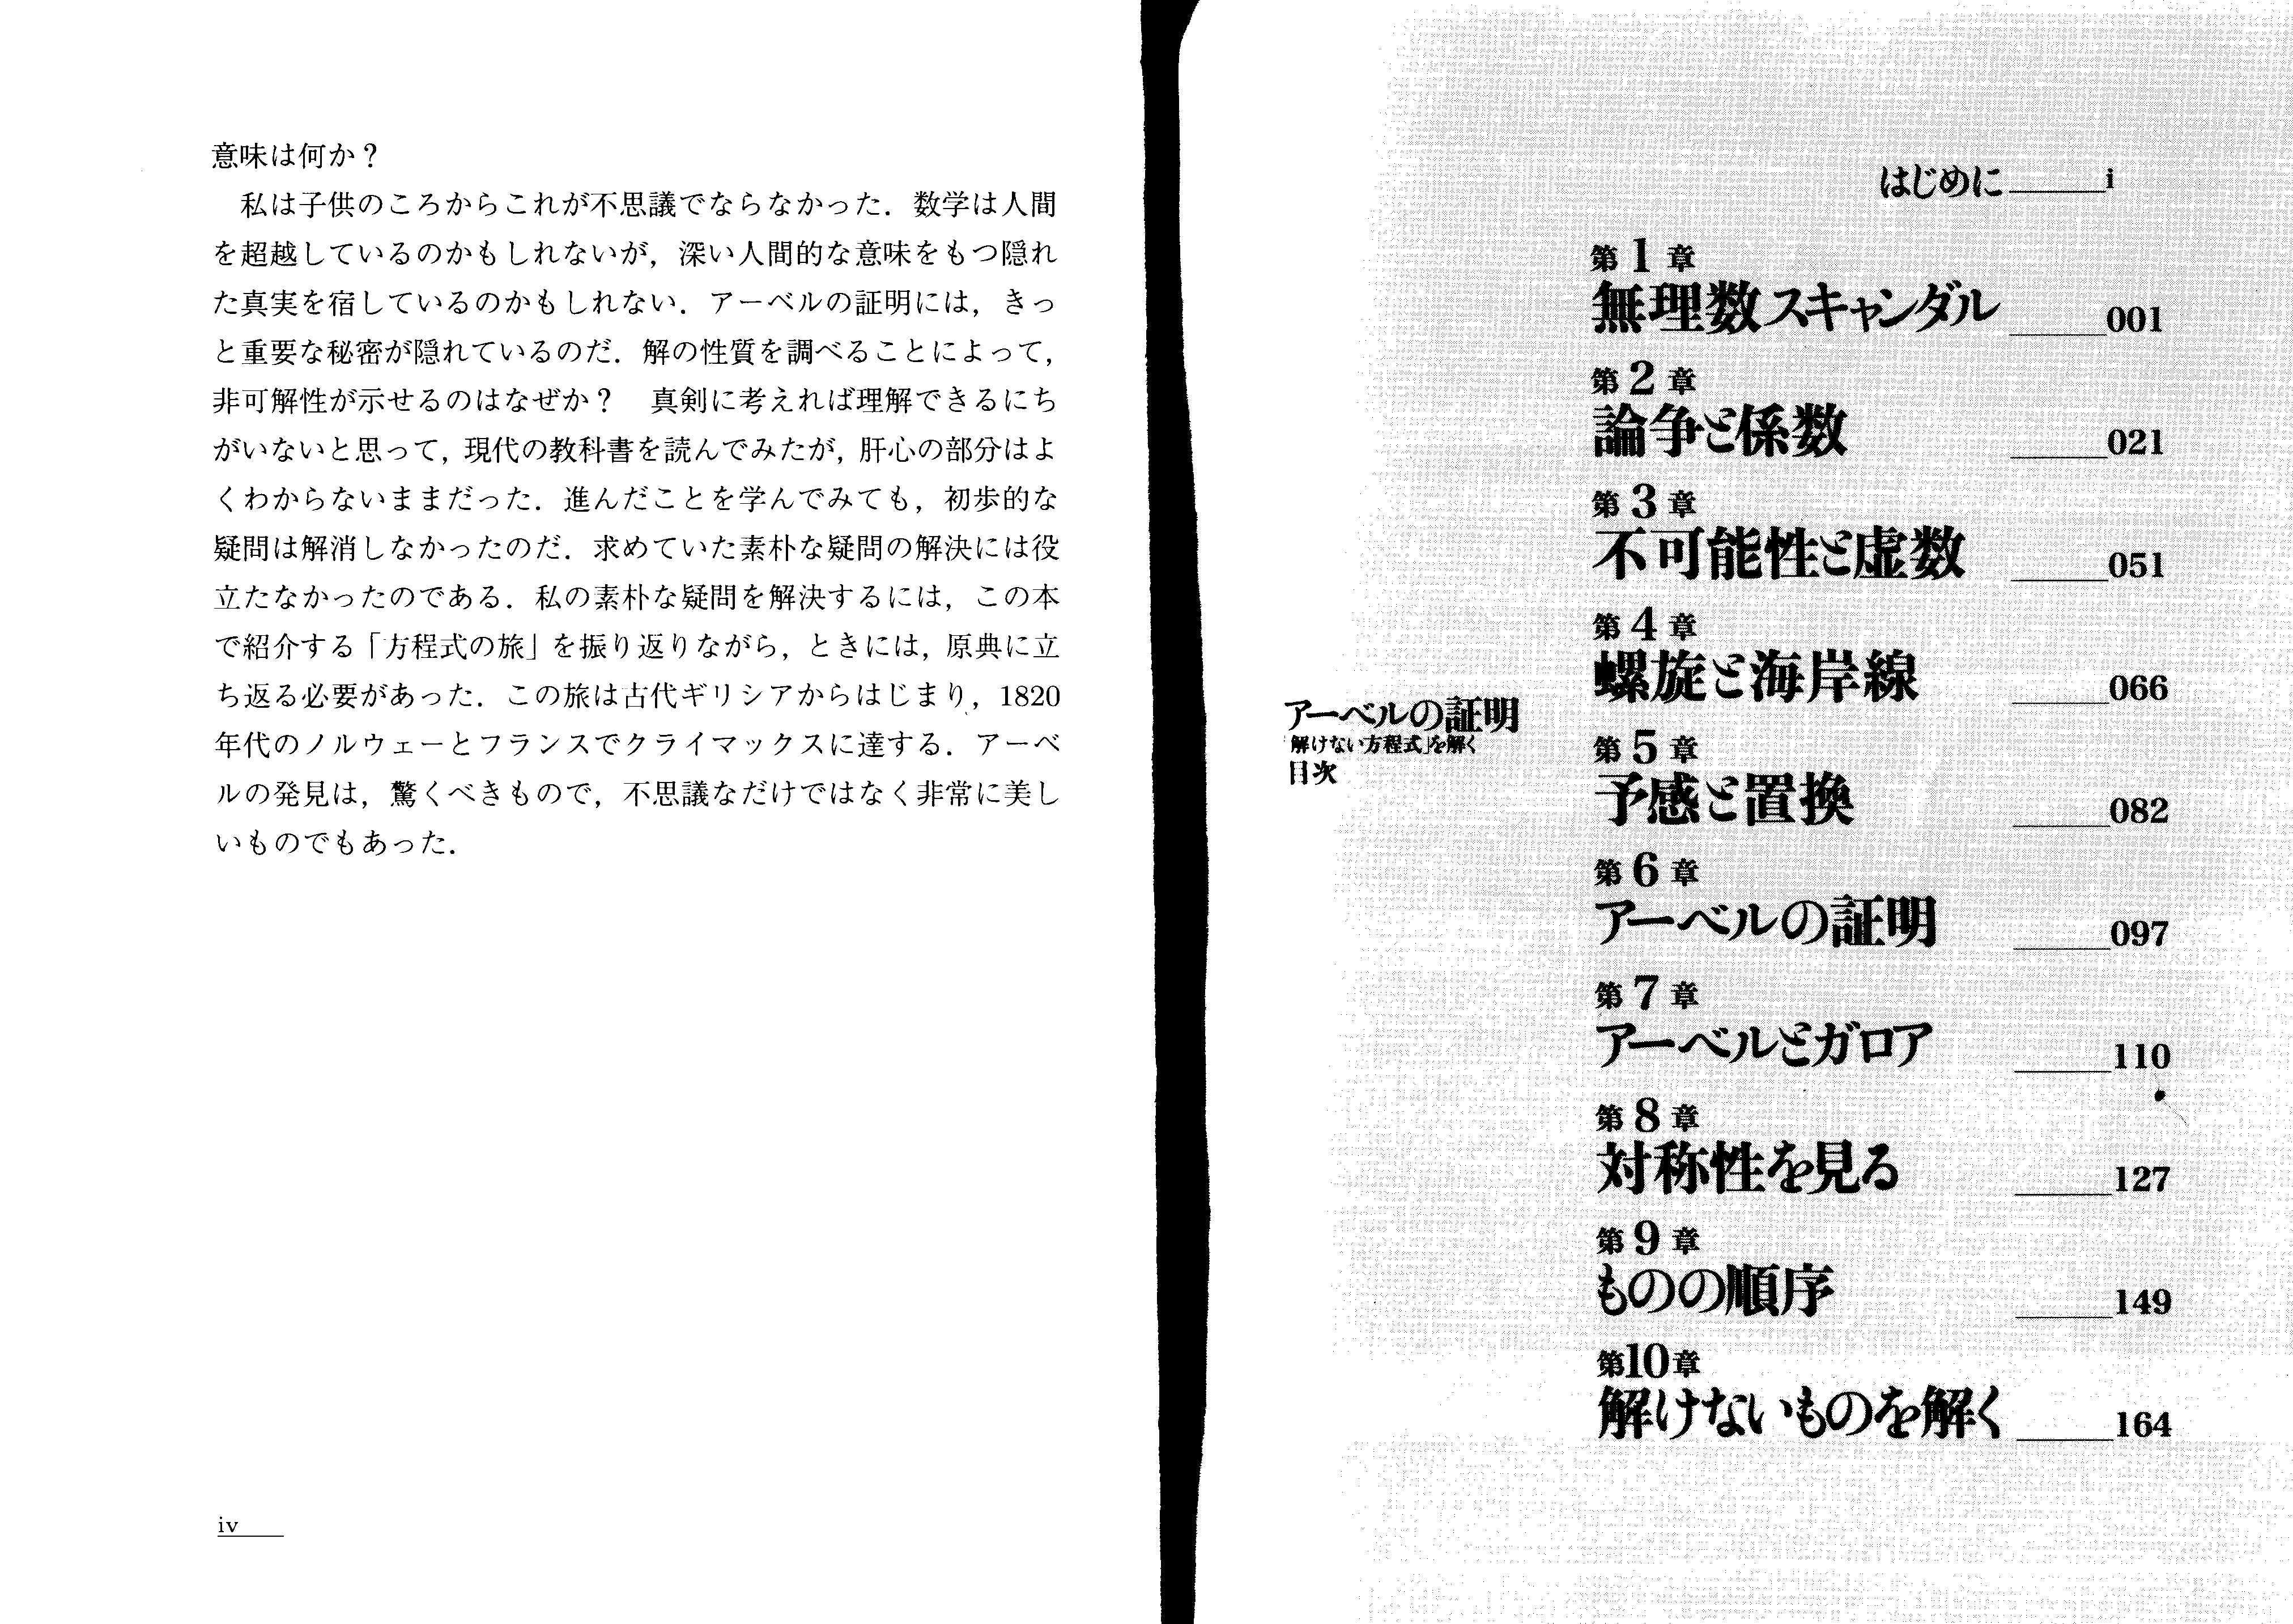 意味は何か？
　私は子供のころからこれが不思議でならなかった．数学は人間
を超越しているのかもしれないが，深い人間的な意味をもつ隠れ
た真実を宿しているのかもしれない．アーベルの証明には，きっ
と重要な秘密が隠れているのだ．解の性質を調べることによって，
非可解性が示せるのはなぜか？　真剣に考えれば理解できるにち
がいないと思って，現代の教科書を読んでみたが，肝心の部分はよ
くわからないままだった．進んだことを学んでみても，初歩的な
疑問は解消しなかったのだ．求めていた素朴な疑問の解決には役
立たなかったのである．私の素朴な疑問を解決するには，この本
で紹介する「方程式の旅」を振り返りながら，ときには，原典に立
ち返る必要があった．この旅は古代ギリシアからはじまり，1820
年代のノルウェーとフランスでクライマックスに達する．アーベ
ルの発見は，驚くべきもので，不思議なだけではなく非常に美し
いものでもあった．
iv
アーベルの証明
「解けない方程式」を解く
目次
はじめに　i
第1章
無理数スキャンダル　001
第2章
論争と係数　021
第3章
不可能性と虚数　051
第4章
螺旋と海岸線　066
第5章
予感と置換　082
第6章
アーベルの証明　097
第7章
アーベルとガロア　110
第8章
対称性を見る　127
第9章
ものの順序　149
第10章
解けないものを解く　164